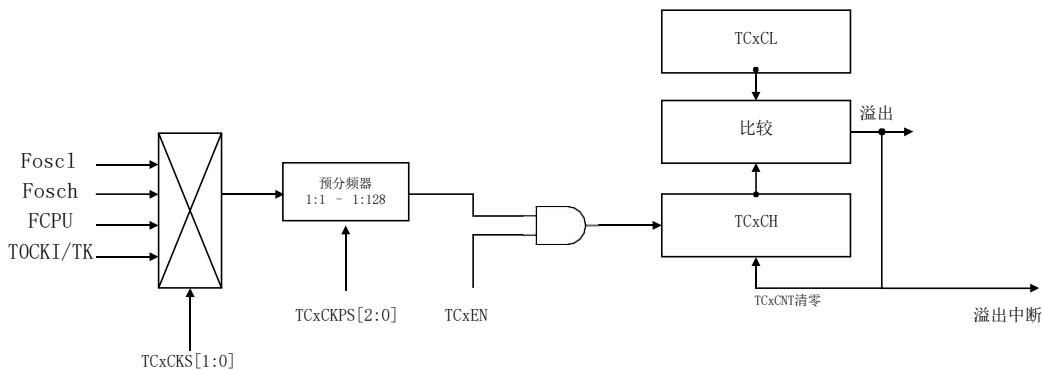 TCxCL
溢出
比较
Foscl
Fosch
FCPU
TOCKI/TK
预分频器
1:1 - 1:128
TCxCH
TCxCKPS[2:0]
TCxEN
TCxCNT清零
溢出中断
TCxCKS[1:0]